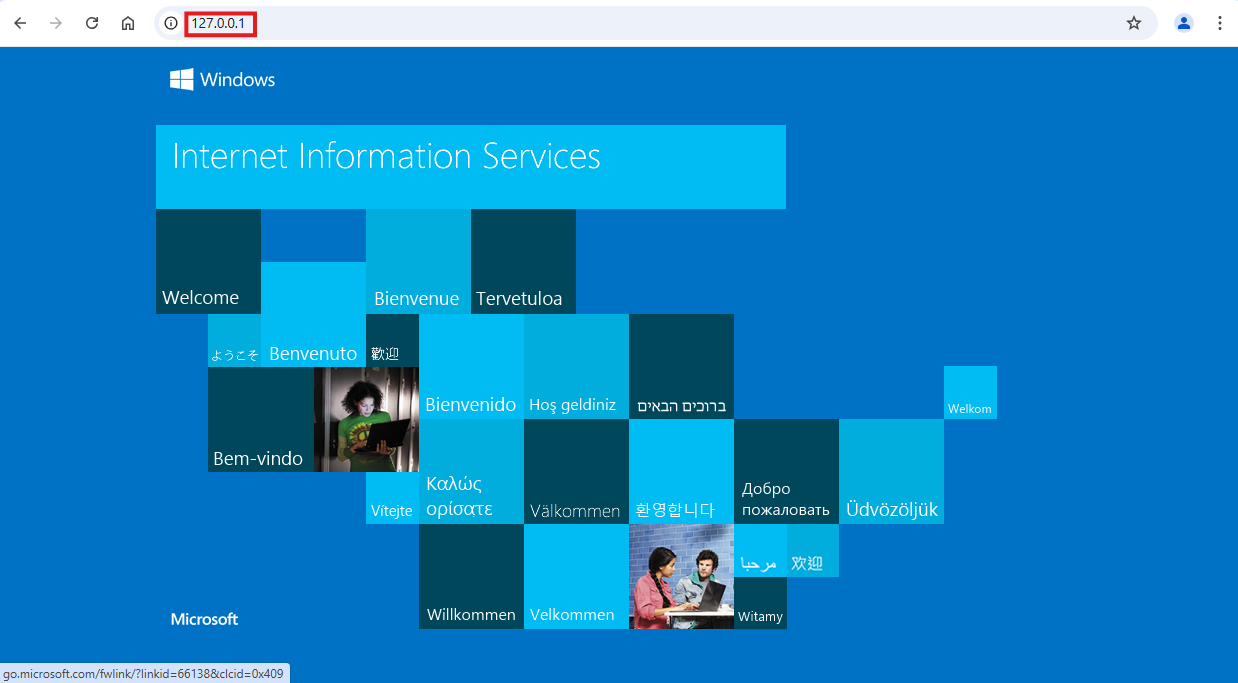 127.0.0.1
Windows
Internet Information Services
Welcome
Bienvenue
Tervetuloa
ようこそ
Benvenuto
歡迎
Bienvenido
Hoş geldiniz
ברוכים הבאים
Welkom
Bem-vindo
Vítejte
Καλώς
ορίσατε
Välkommen
환영합니다
Добро
пожаловать
Üdvözöljük
مرحبا
欢迎
Willkommen
Velkommen
Witamy
Microsoft
go.microsoft.com/fwlink/?linkid=66138&clcid=0x409